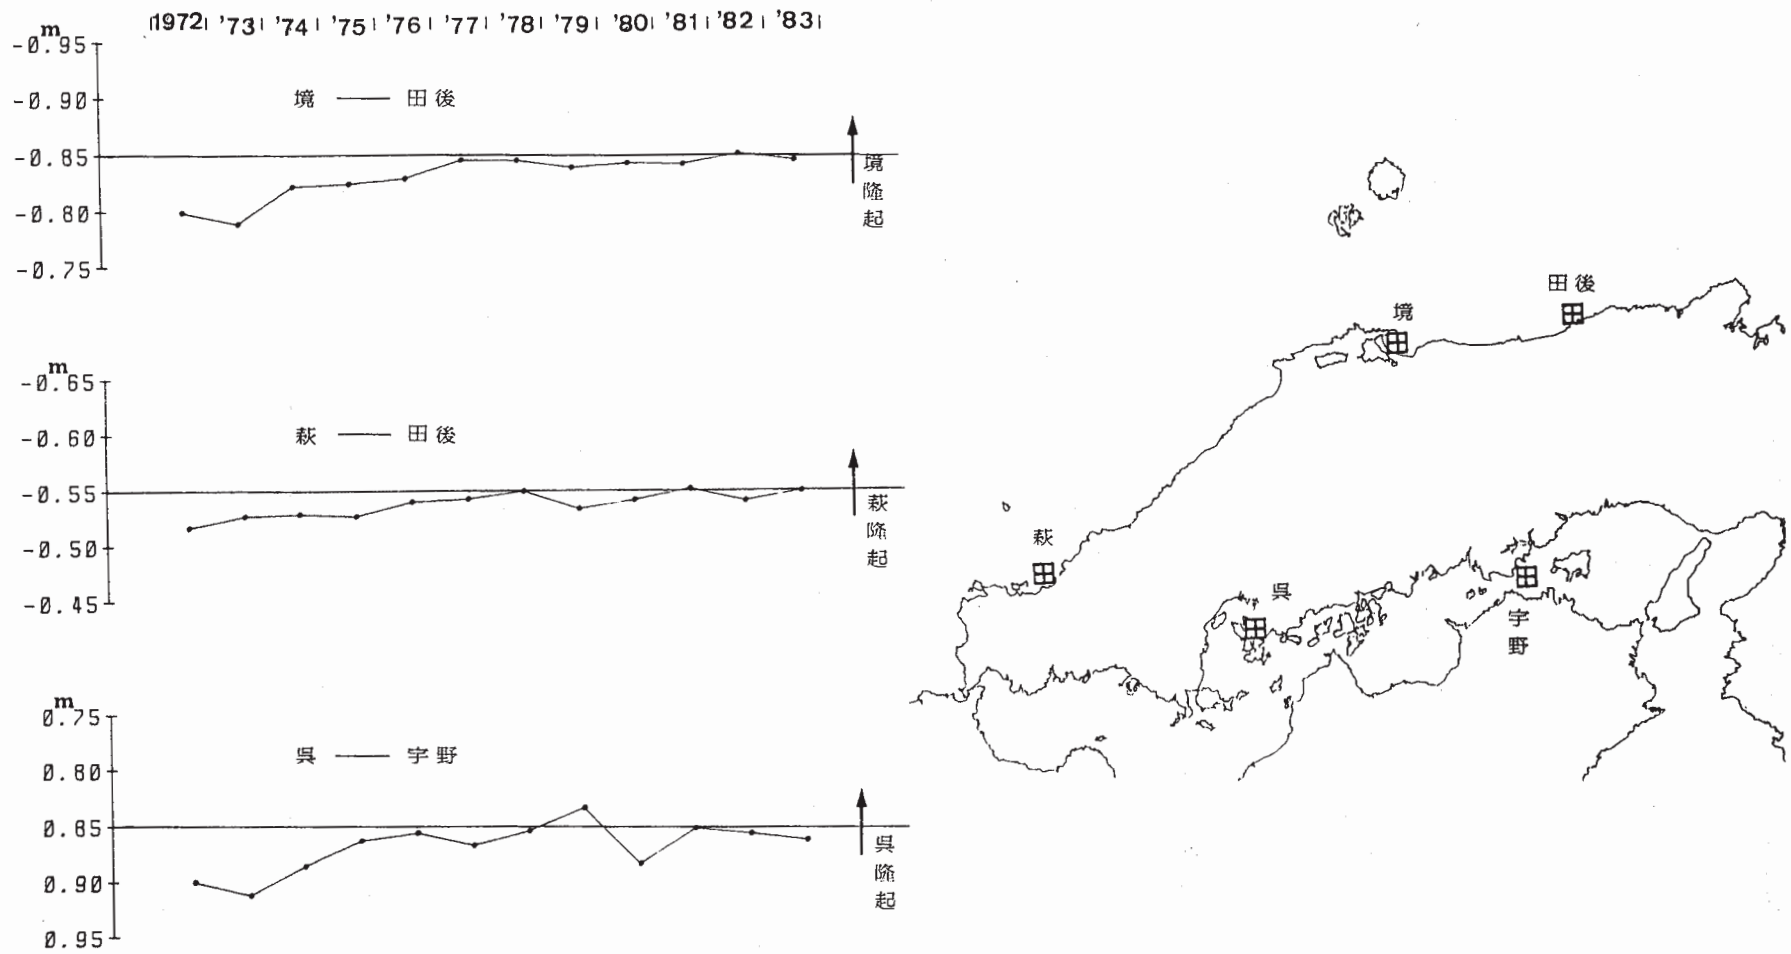 1972 '73 '74 '75 '76 '77 '78 '79 '80 '81 '82 '83
m
-0.95
-0.90
-0.85
-0.80
-0.75
境 — 田後
境隆起
m
-0.65
-0.60
-0.55
-0.50
-0.45
萩 — 田後
萩隆起
m
0.75
0.80
0.85
0.90
0.95
呉 — 宇野
呉隆起
田後
境
萩
呉
宇野